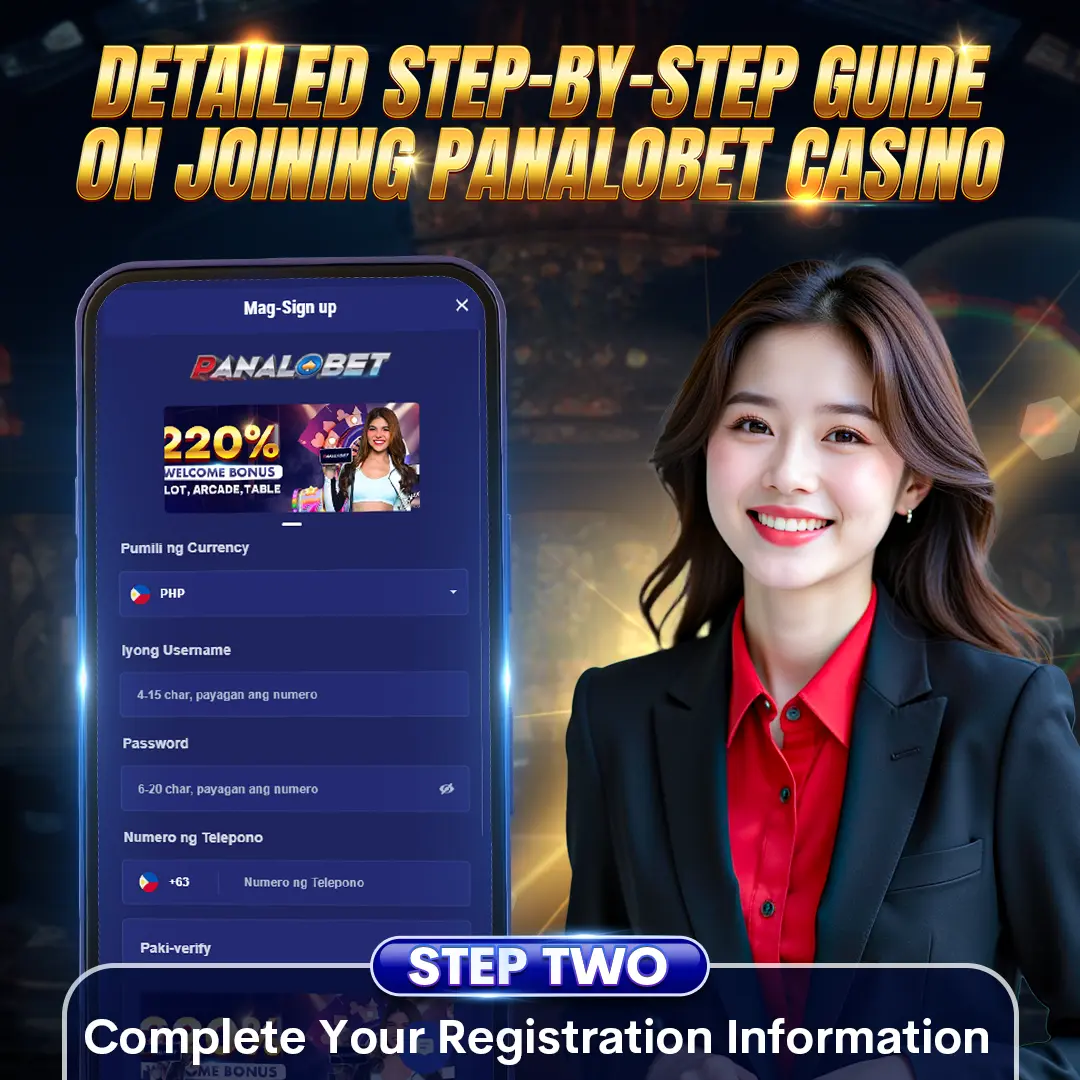 DETAILED STEP-BY-STEP GUIDE
ON JOINING PANALOBET CASINO
Mag-Sign up
PANALOBET
220%
WELCOME BONUS
LOT, ARCADE,TABLE
Pumili ng Currency
PHP
Iyong Username
4-15 char, payagan ang numero
Password
6-20 char, payagan ang numero
Numero ng Telepono
+63 Numero ng Telepono
Paki-verify
STEP TWO
Complete Your Registration Information
ME BONUS